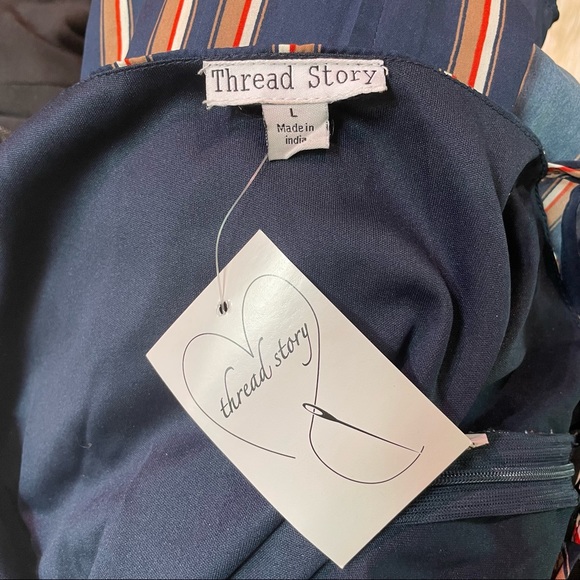 Thread Story
L
Made in
india
thread story